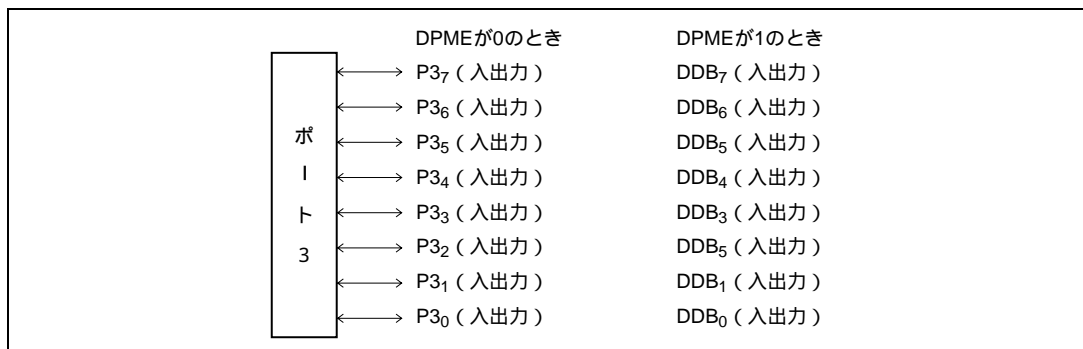 DPMEが0のとき DPMEが1のとき
P3₇（入出力） DDB₇（入出力）
P3₆（入出力） DDB₆（入出力）
P3₅（入出力） DDB₅（入出力）
P3₄（入出力） DDB₄（入出力）
P3₃（入出力） DDB₃（入出力）
P3₂（入出力） DDB₅（入出力）
P3₁（入出力） DDB₁（入出力）
P3₀（入出力） DDB₀（入出力）
ポート3